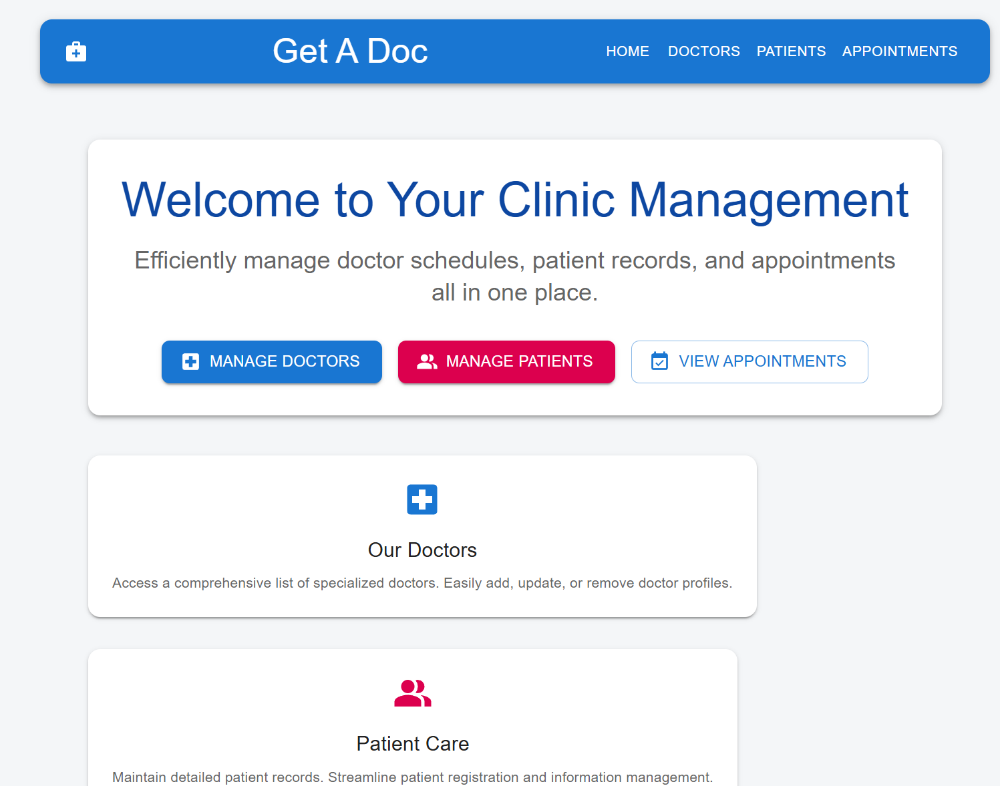 Get A Doc
HOME DOCTORS PATIENTS APPOINTMENTS
Welcome to Your Clinic Management
Efficiently manage doctor schedules, patient records, and appointments
all in one place.
MANAGE DOCTORS
MANAGE PATIENTS
VIEW APPOINTMENTS
Our Doctors
Access a comprehensive list of specialized doctors. Easily add, update, or remove doctor profiles.
Patient Care
Maintain detailed patient records. Streamline patient registration and information management.